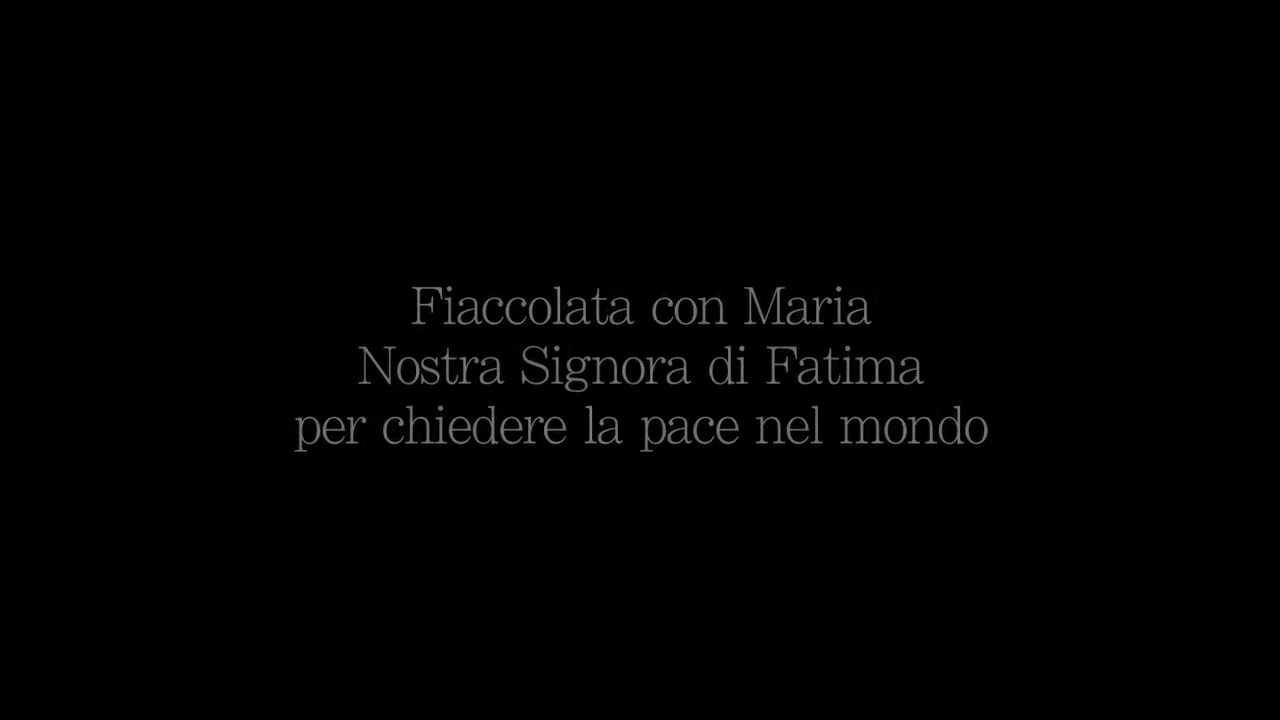 Fiaccolata con Maria
Nostra Signora di Fatima
per chiedere la pace nel mondo